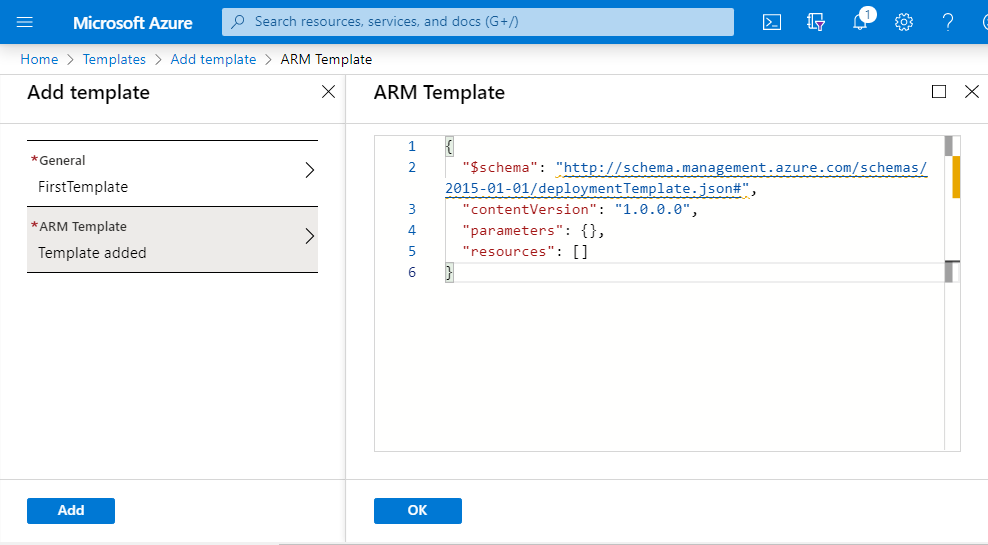 Microsoft Azure
Search resources, services, and docs (G+/)
1
Home > Templates > Add template > ARM Template
Add template
*General
FirstTemplate
*ARM Template
Template added
Add
ARM Template
1 {
2 "$schema": "http://schema.management.azure.com/schemas/
2015-01-01/deploymentTemplate.json#",
3 "contentVersion": "1.0.0.0",
4 "parameters": {},
5 "resources": []
6 }
OK